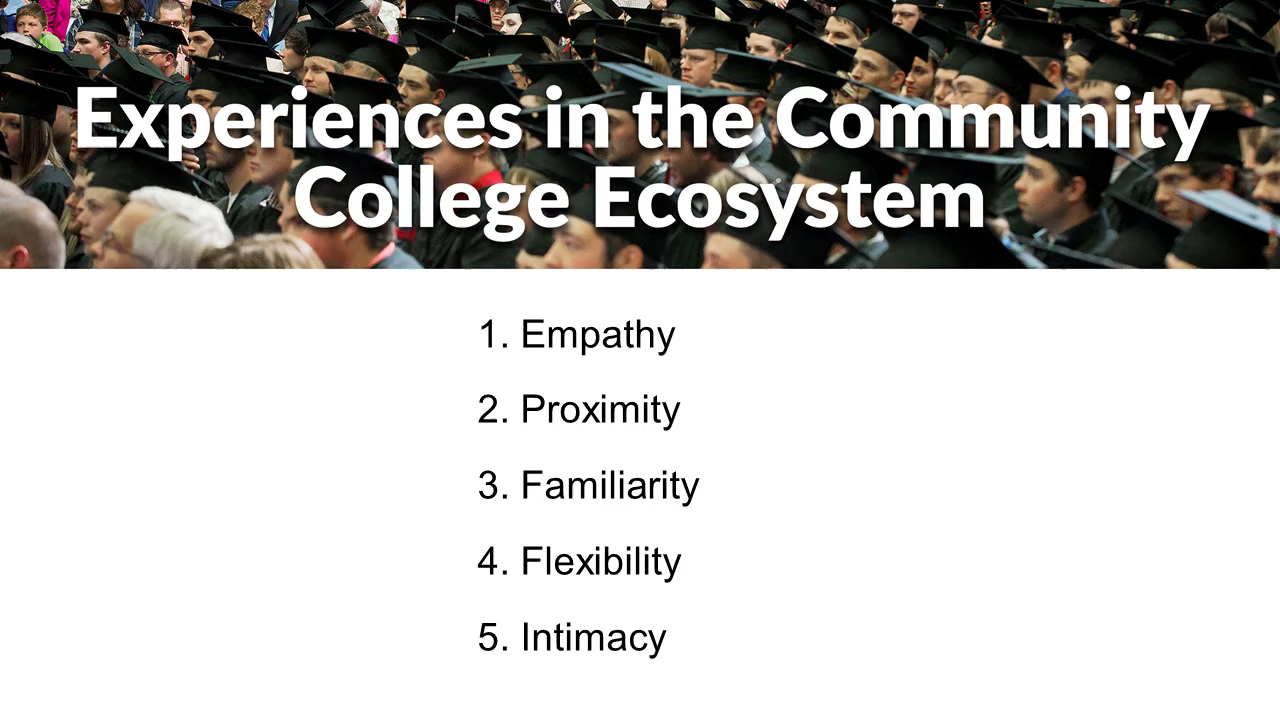 Experiences in the Community
College Ecosystem
1. Empathy
2. Proximity
3. Familiarity
4. Flexibility
5. Intimacy